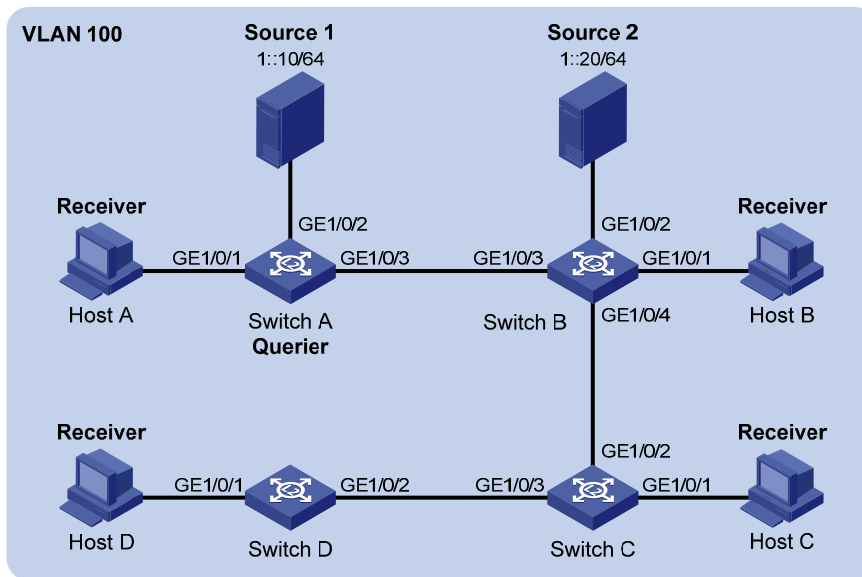 VLAN 100
Source 1
1::10/64
Source 2
1::20/64
Receiver
GE1/0/2
GE1/0/2
Receiver
GE1/0/1
GE1/0/3
GE1/0/3
GE1/0/1
Host A
Switch A
Querier
Switch B
GE1/0/4
Host B
Receiver
GE1/0/2
Receiver
GE1/0/1
GE1/0/2
GE1/0/3
GE1/0/1
Host D
Switch D
Switch C
Host C